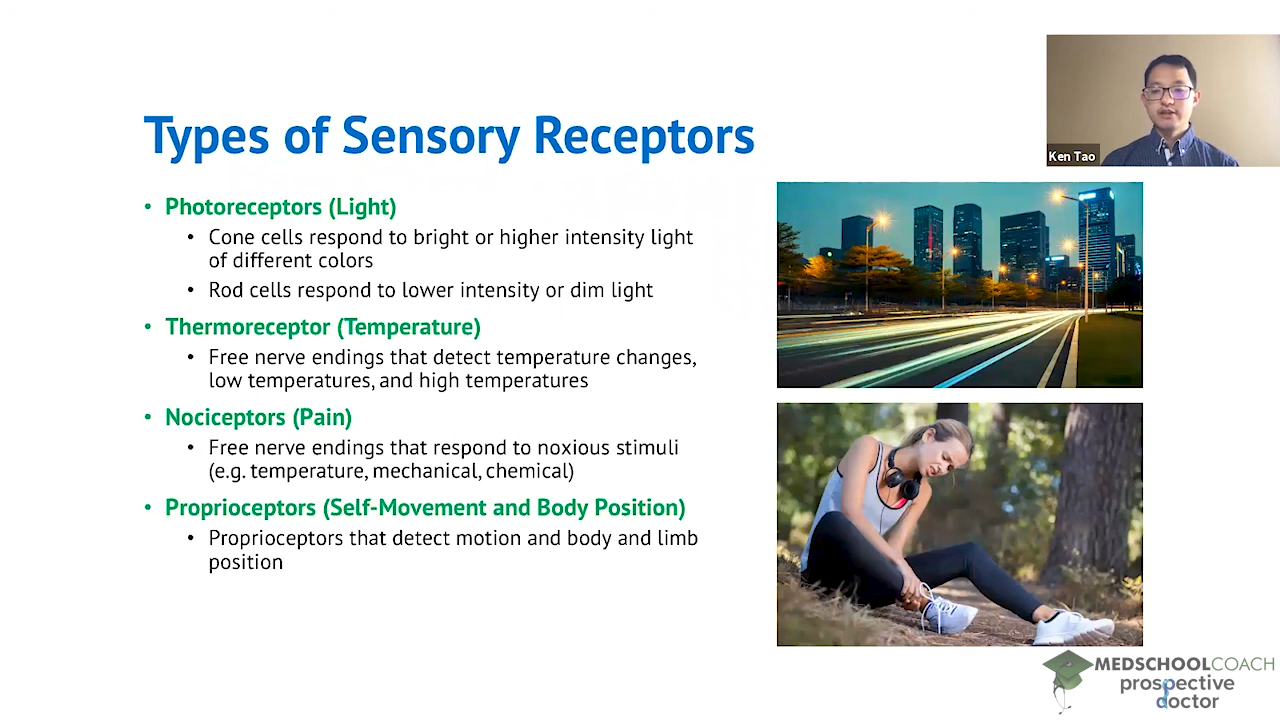 Types of Sensory Receptors
• Photoreceptors (Light)
• Cone cells respond to bright or higher intensity light
of different colors
• Rod cells respond to lower intensity or dim light
• Thermoreceptor (Temperature)
• Free nerve endings that detect temperature changes,
low temperatures, and high temperatures
• Nociceptors (Pain)
• Free nerve endings that respond to noxious stimuli
(e.g. temperature, mechanical, chemical)
• Proprioceptors (Self-Movement and Body Position)
• Proprioceptors that detect motion and body and limb
position
Ken Tao
MEDSCHOOLCOACH
prospective
doctor